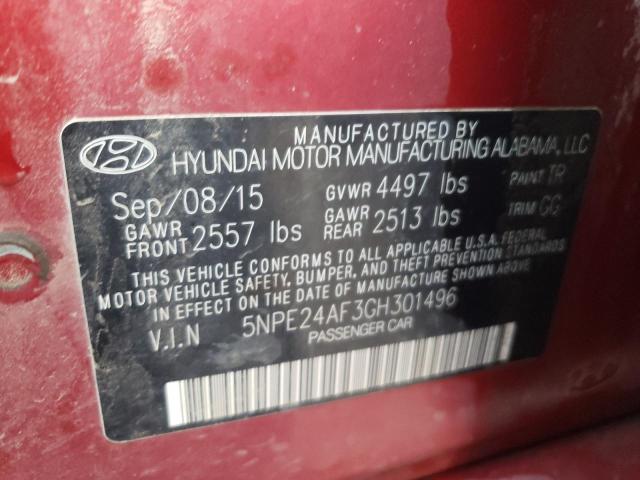 MANUFACTURED BY
HYUNDAI MOTOR MANUFACTURING ALABAMA, LLC
Sep/08/15 GVWR 4497 lbs PAINT TR
GAWR FRONT 2557 lbs GAWR REAR 2513 lbs TRIM GG
THIS VEHICLE CONFORMS TO ALL APPLICABLE U.S.A. FEDERAL
MOTOR VEHICLE SAFETY, BUMPER, AND THEFT PREVENTION STANDARDS
IN EFFECT ON THE DATE OF MANUFACTURE SHOWN ABOVE
V.I.N 5NPE24AF3GH301496
PASSENGER CAR